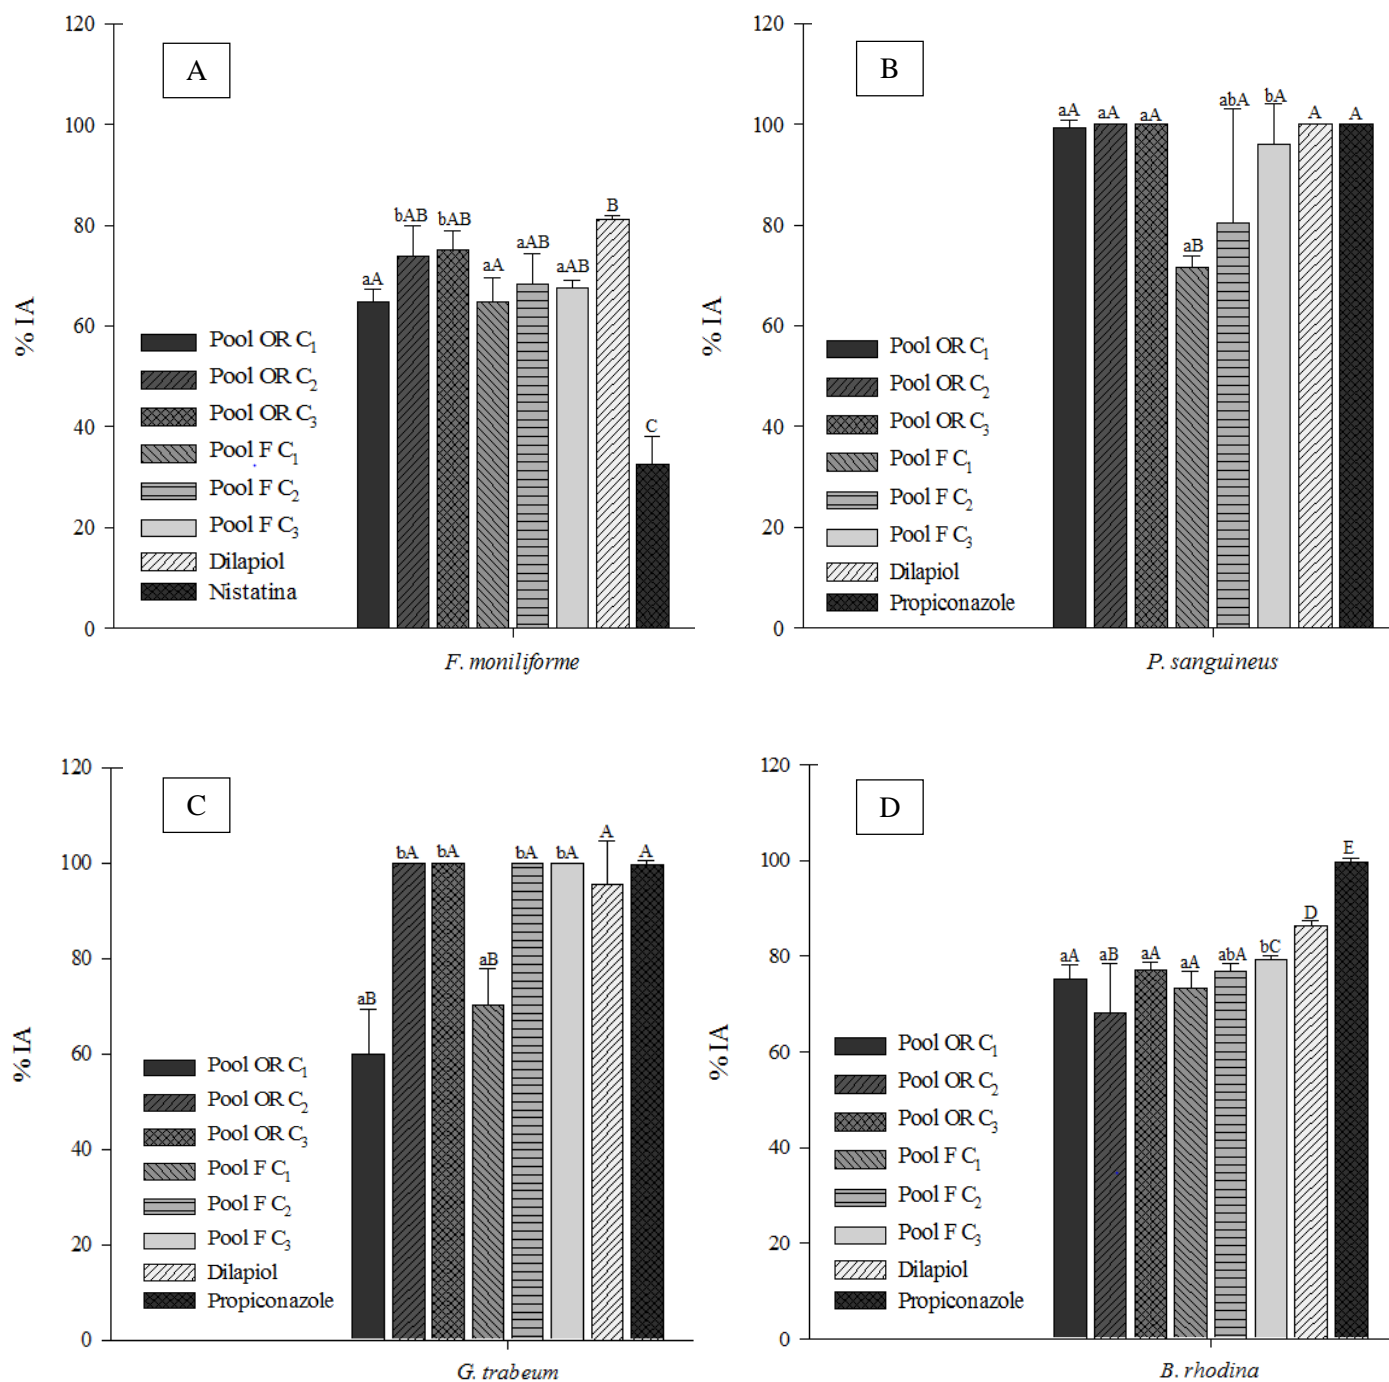 A
120
100
80
60
40
20
0
% IA
aA
bAB
bAB
aA
aAB
aAB
B
C
Pool OR C1
Pool OR C2
Pool OR C3
Pool F C1
Pool F C2
Pool F C3
Dilapiol
Nistatina
F. moniliforme
B
120
100
80
60
40
20
0
% IA
aA
aA
aA
aB
abA
bA
A
A
Pool OR C1
Pool OR C2
Pool OR C3
Pool F C1
Pool F C2
Pool F C3
Dilapiol
Propiconazole
P. sanguineus
C
120
100
80
60
40
20
0
% IA
aB
bA
bA
aB
bA
bA
A
A
Pool OR C1
Pool OR C2
Pool OR C3
Pool F C1
Pool F C2
Pool F C3
Dilapiol
Propiconazole
G. trabeum
D
120
100
80
60
40
20
0
% IA
aA
aB
aA
aA
abA
bC
D
E
Pool OR C1
Pool OR C2
Pool OR C3
Pool F C1
Pool F C2
Pool F C3
Dilapiol
Propiconazole
B. rhodina